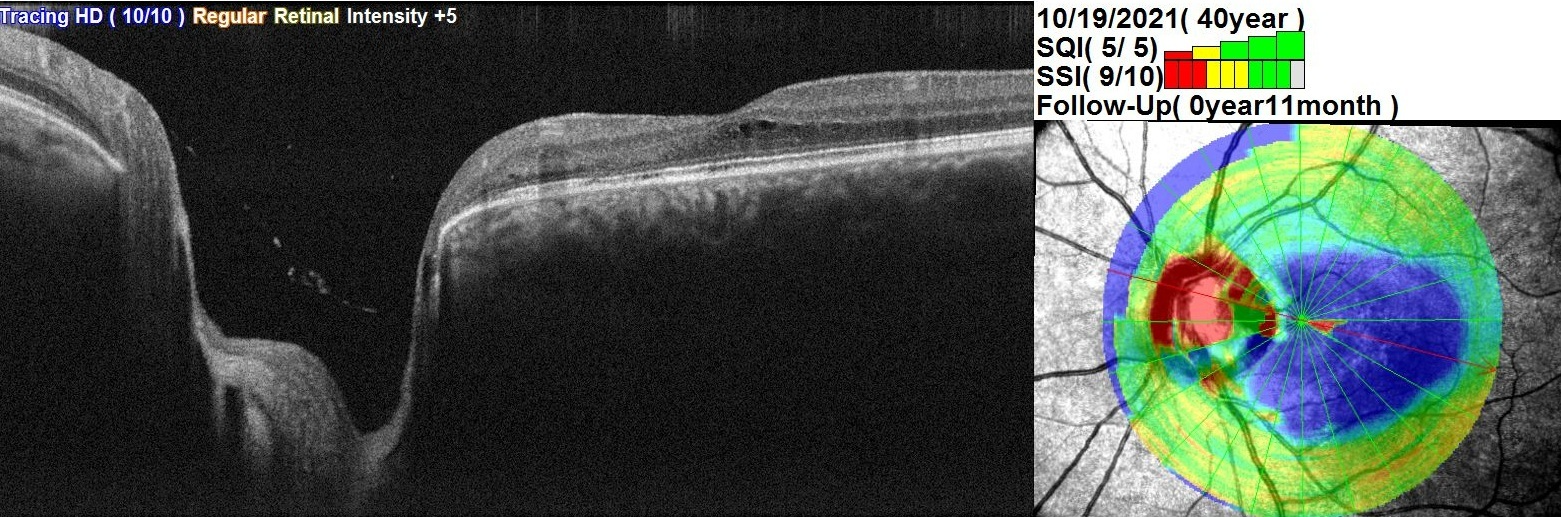 Tracing HD ( 10/10 ) Regular Retinal Intensity +5
10/19/2021( 40year )
SQI( 5/ 5)
SSI( 9/10)
Follow-Up( 0year11month )